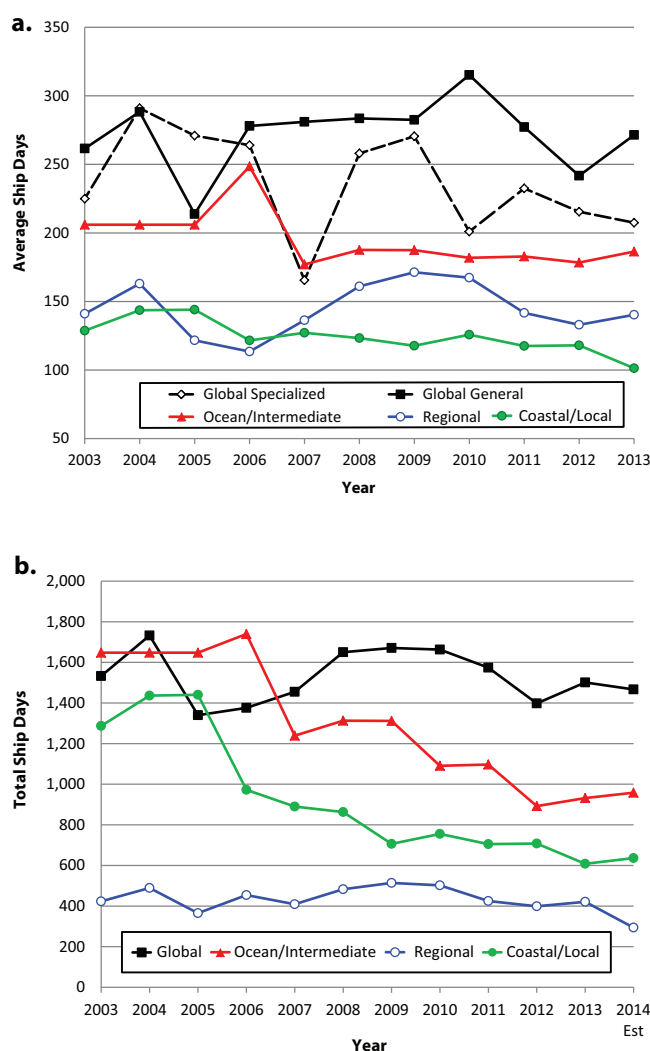 a.
350
300
250
200
150
100
50
Average Ship Days
Global Specialized Global General
Ocean/Intermediate Regional Coastal/Local
2003 2004 2005 2006 2007 2008 2009 2010 2011 2012 2013
Year
b.
2,000
1,800
1,600
1,400
1,200
1,000
800
600
400
200
0
Total Ship Days
Global Ocean/Intermediate Regional Coastal/Local
2003 2004 2005 2006 2007 2008 2009 2010 2011 2012 2013 2014
Est
Year